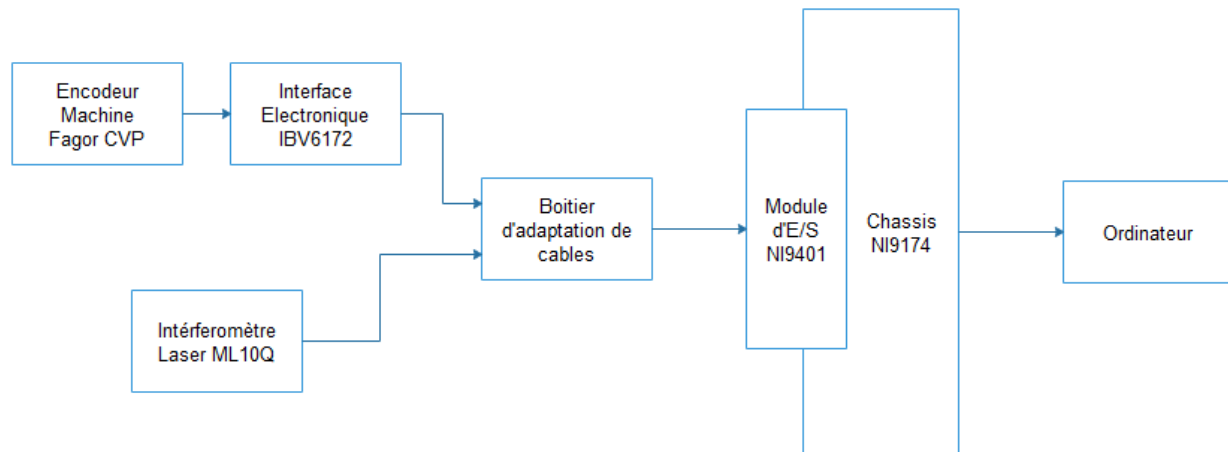 Encodeur
Machine
Fagor CVP
Interface
Electronique
IBV6172
Boitier
d'adaptation de
cables
Intérferomètre
Laser ML10Q
Module
d'E/S
NI9401
Chassis
NI9174
Ordinateur